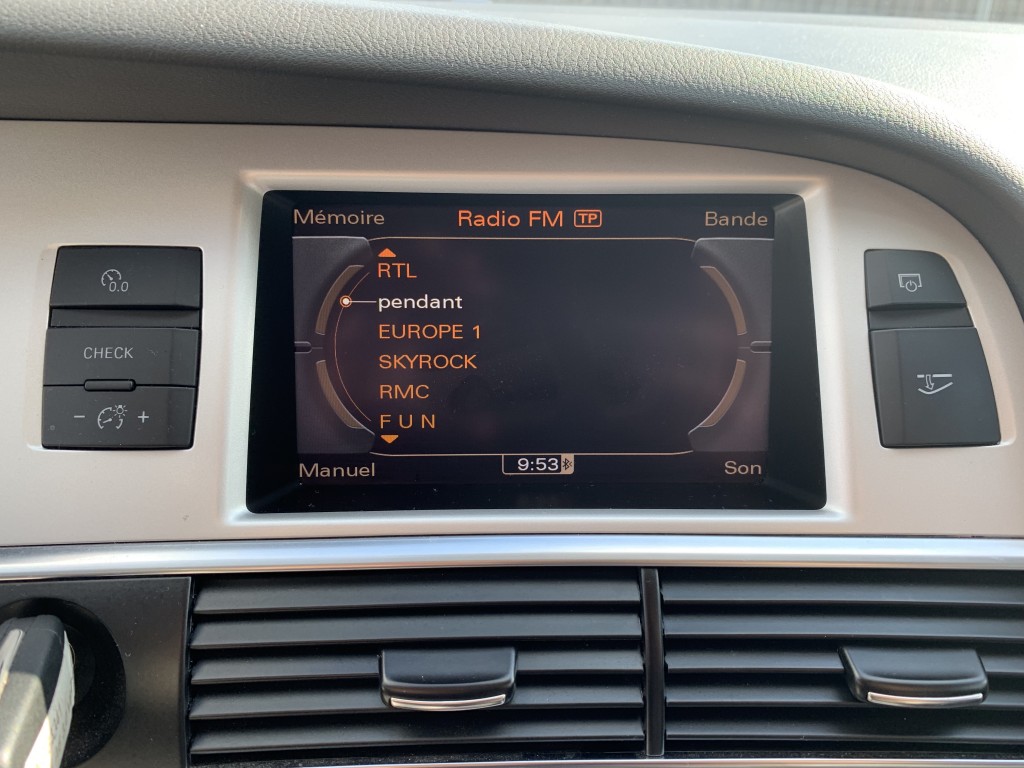 Mémoire Radio FM TP Bande
RTL
pendant
EUROPE 1
SKYROCK
RMC
F U N
Manuel 9:53 Son
0.0
CHECK
- +